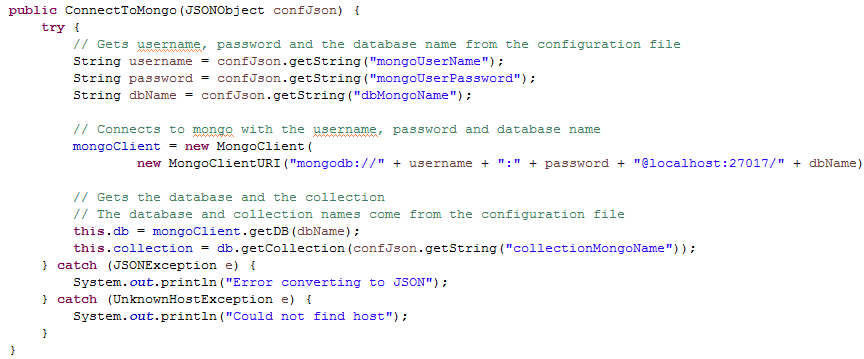 public ConnectToMongo(JSONObject confJson) {
    try {
        // Gets username, password and the database name from the configuration file
        String username = confJson.getString("mongoUserName");
        String password = confJson.getString("mongoUserPassword");
        String dbName = confJson.getString("dbMongoName");

        // Connects to mongo with the username, password and database name
        mongoClient = new MongoClient(
                new MongoClientURI("mongodb://" + username + ":" + password + "@localhost:27017/" + dbName)

        // Gets the database and the collection
        // The database and collection names come from the configuration file
        this.db = mongoClient.getDB(dbName);
        this.collection = db.getCollection(confJson.getString("collectionMongoName"));
    } catch (JSONException e) {
        System.out.println("Error converting to JSON");
    } catch (UnknownHostException e) {
        System.out.println("Could not find host");
    }
}